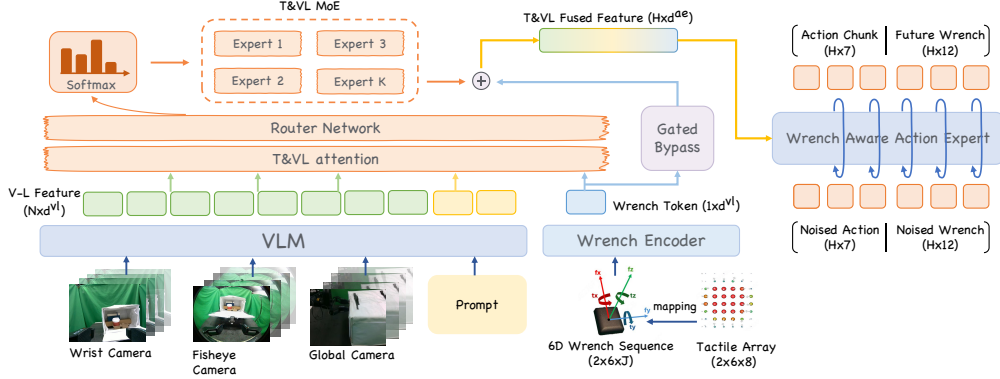 T&VL MoE
Expert 1
Expert 3
Expert 2
Expert K
Softmax
T&VL Fused Feature (Hxd^ae)
Action Chunk
(Hx7)
Future Wrench
(Hx12)
Router Network
T&VL attention
Gated
Bypass
Wrench Aware Action Expert
V-L Feature
(Nxd^vl)
Wrench Token (1xd^vl)
Noised Action
(Hx7)
Noised Wrench
(Hx12)
VLM
Wrench Encoder
Prompt
fx
fz
tx
tz
fy
ty
mapping
Wrist Camera
Fisheye
Camera
Global Camera
6D Wrench Sequence
(2x6xJ)
Tactile Array
(2x6x8)